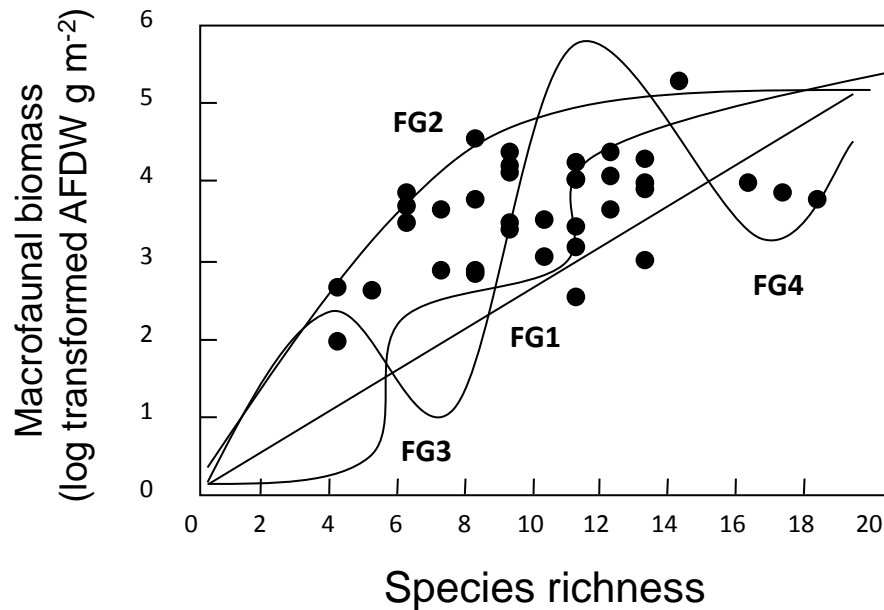 Macrofaunal biomass
(log transformed AFDW g m-2)
6
5
4
3
2
1
0
FG2
FG1
FG4
FG3
0 2 4 6 8 10 12 14 16 18 20
Species richness